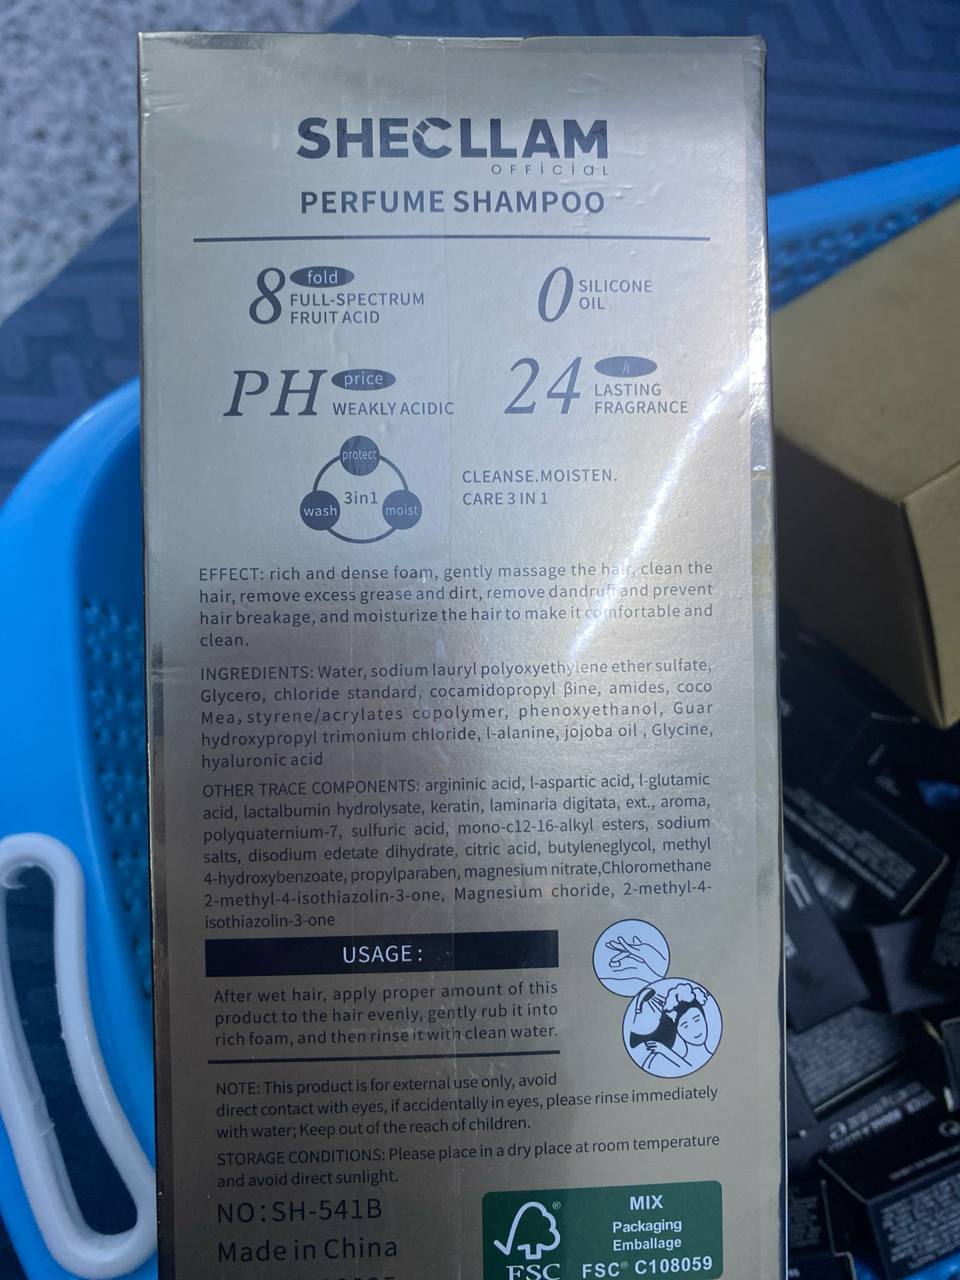 SHECLLAM
OFFiciaL
PERFUME SHAMPOO
8 fold
FULL-SPECTRUM
FRUIT ACID
0 SILICONE
OIL
PH price
WEAKLY ACIDIC
24 h
LASTING
FRAGRANCE
protect
3in1
wash
moist
CLEANSE.MOISTEN.
CARE 3 IN 1
EFFECT: rich and dense foam, gently massage the hair, clean the
hair, remove excess grease and dirt, remove dandruff and prevent
hair breakage, and moisturize the hair to make it comfortable and
clean.
INGREDIENTS: Water, sodium lauryl polyoxyethylene ether sulfate,
Glycero, chloride standard, cocamidopropyl βine, amides, coco
Mea, styrene/acrylates copolymer, phenoxyethanol, Guar
hydroxypropyl trimonium chloride, l-alanine, jojoba oil , Glycine,
hyaluronic acid
OTHER TRACE COMPONENTS: argininic acid, l-aspartic acid, l-glutamic
acid, lactalbumin hydrolysate, keratin, laminaria digitata, ext., aroma,
polyquaternium-7, sulfuric acid, mono-c12-16-alkyl esters, sodium
salts, disodium edetate dihydrate, citric acid, butyleneglycol, methyl
4-hydroxybenzoate, propylparaben, magnesium nitrate,Chloromethane
2-methyl-4-isothiazolin-3-one, Magnesium choride, 2-methyl-4-
isothiazolin-3-one
USAGE:
After wet hair, apply proper amount of this
product to the hair evenly, gently rub it into
rich foam, and then rinse it with clean water.
NOTE: This product is for external use only, avoid
direct contact with eyes, if accidentally in eyes, please rinse immediately
with water; Keep out of the reach of children.
STORAGE CONDITIONS: Please place in a dry place at room temperature
and avoid direct sunlight.
NO:SH-541B
Made in China
FSC
MIX
Packaging
Emballage
FSC® C108059